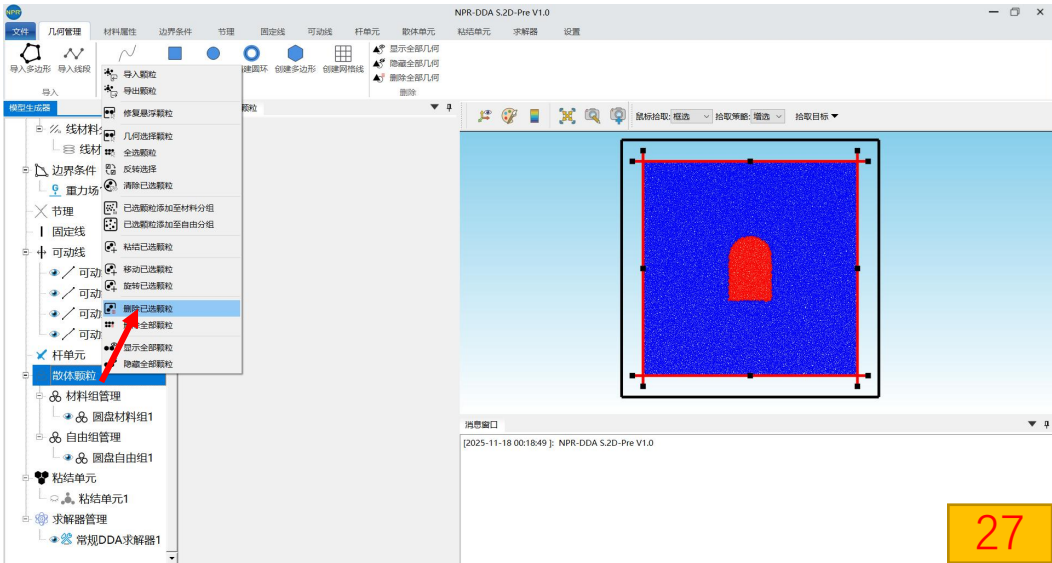 NPR
NPR-DDA S.2D-Pre V1.0
文件 几何管理 材料属性 边界条件 节理 固定线 可动线 杆单元 散体单元 粘结单元 求解器 设置
导入多边形 导入线段 建圆环 创建多边形 创建网格线
显示全部几何
隐藏全部几何
删除全部几何
导入 删除
模型生成器
颗粒
导入颗粒
导出颗粒
修复悬浮颗粒
几何选择颗粒
全选颗粒
反转选择
清除已选颗粒
已选颗粒添加至材料分组
已选颗粒添加至自由分组
粘结已选颗粒
移动已选颗粒
旋转已选颗粒
删除已选颗粒
全部颗粒
显示全部颗粒
隐藏全部颗粒
线材料
线材
边界条件
重力场
节理
固定线
可动线
可动
可动
可动
可动
杆单元
散体颗粒
材料组管理
圆盘材料组1
自由组管理
圆盘自由组1
粘结单元
粘结单元1
求解器管理
常规DDA求解器1
鼠标拾取: 框选 拾取策略: 增选 拾取目标
消息窗口
[2025-11-18 00:18:49 ]: NPR-DDA S.2D-Pre V1.0
27